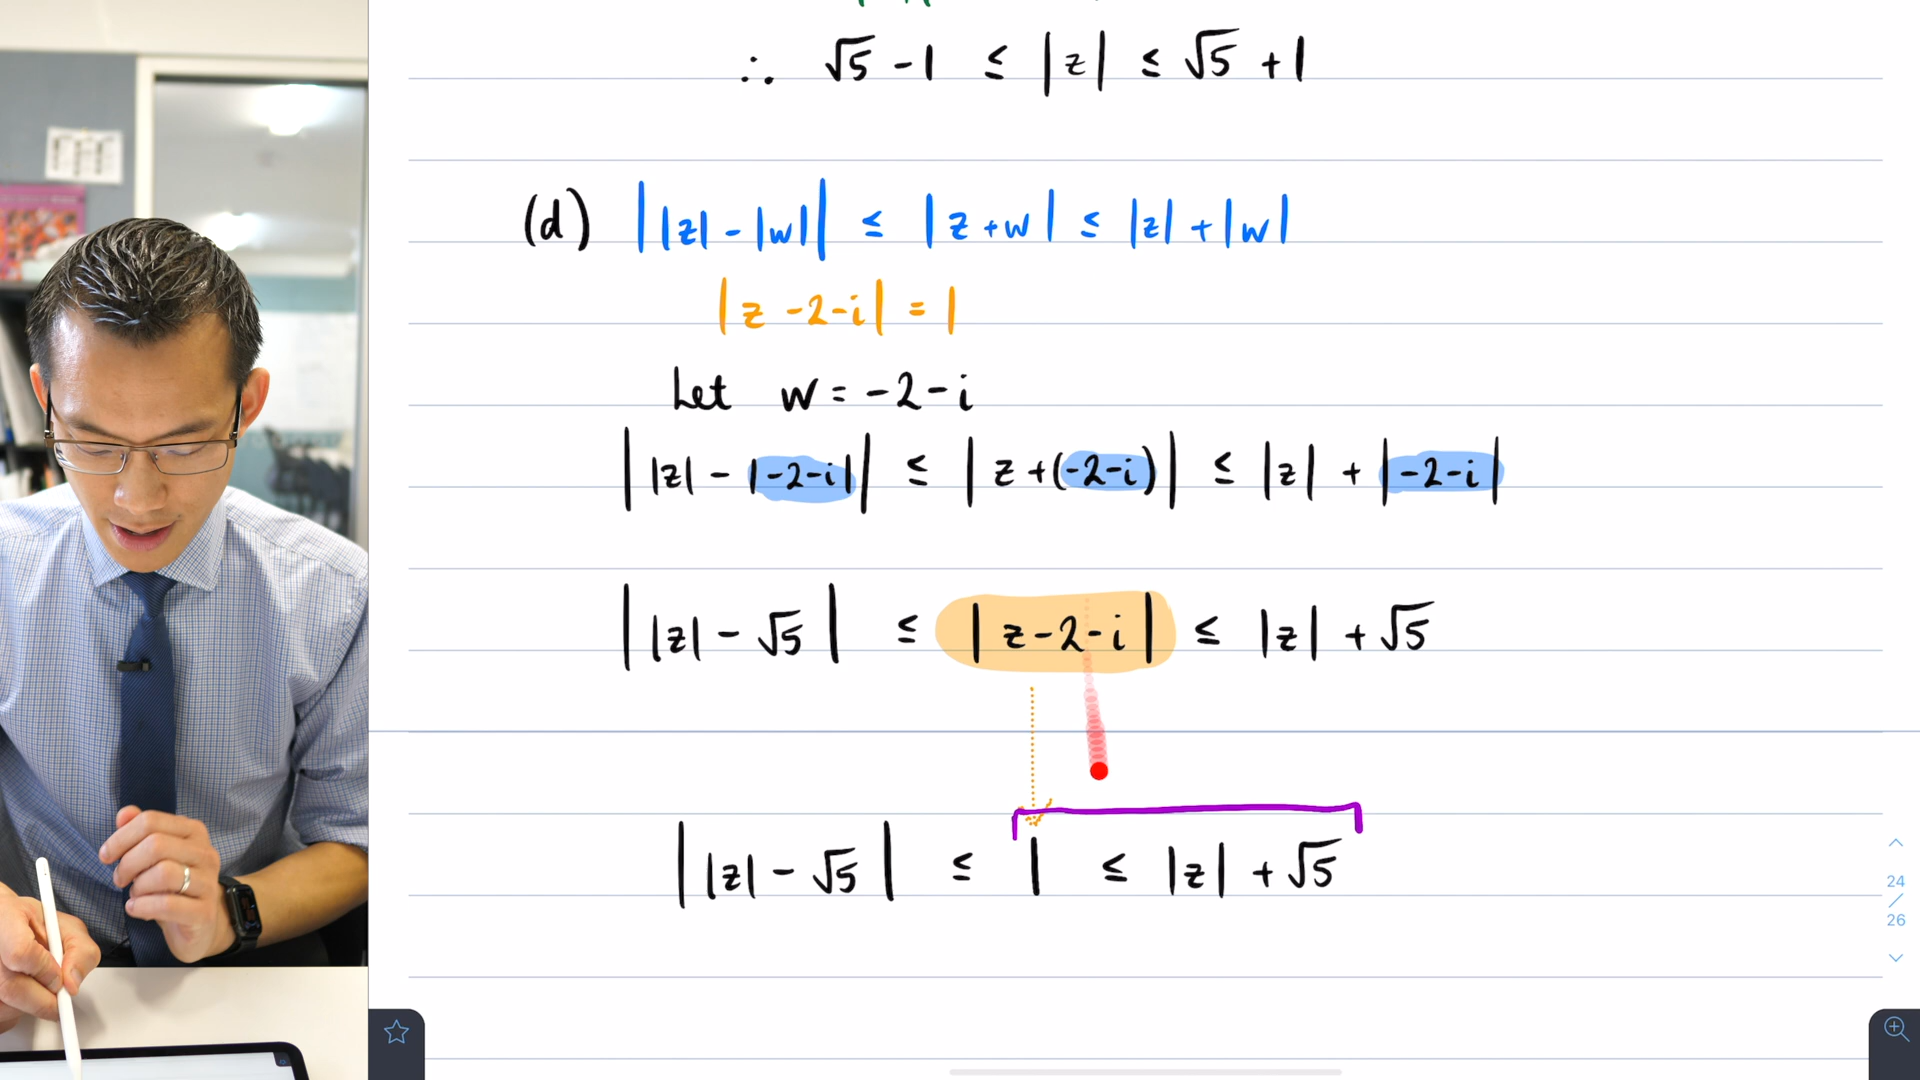 ∴ √5 - 1 ≤ |z| ≤ √5 + 1
(d) ||z| - |w|| ≤ |z + w| ≤ |z| + |w|
|z - 2 - i| = 1
Let w = -2 - i
||z| - |-2 - i|| ≤ |z + (-2 - i)| ≤ |z| + |-2 - i|
||z| - √5| ≤ |z - 2 - i| ≤ |z| + √5
||z| - √5| ≤ 1 ≤ |z| + √5
24
/
26